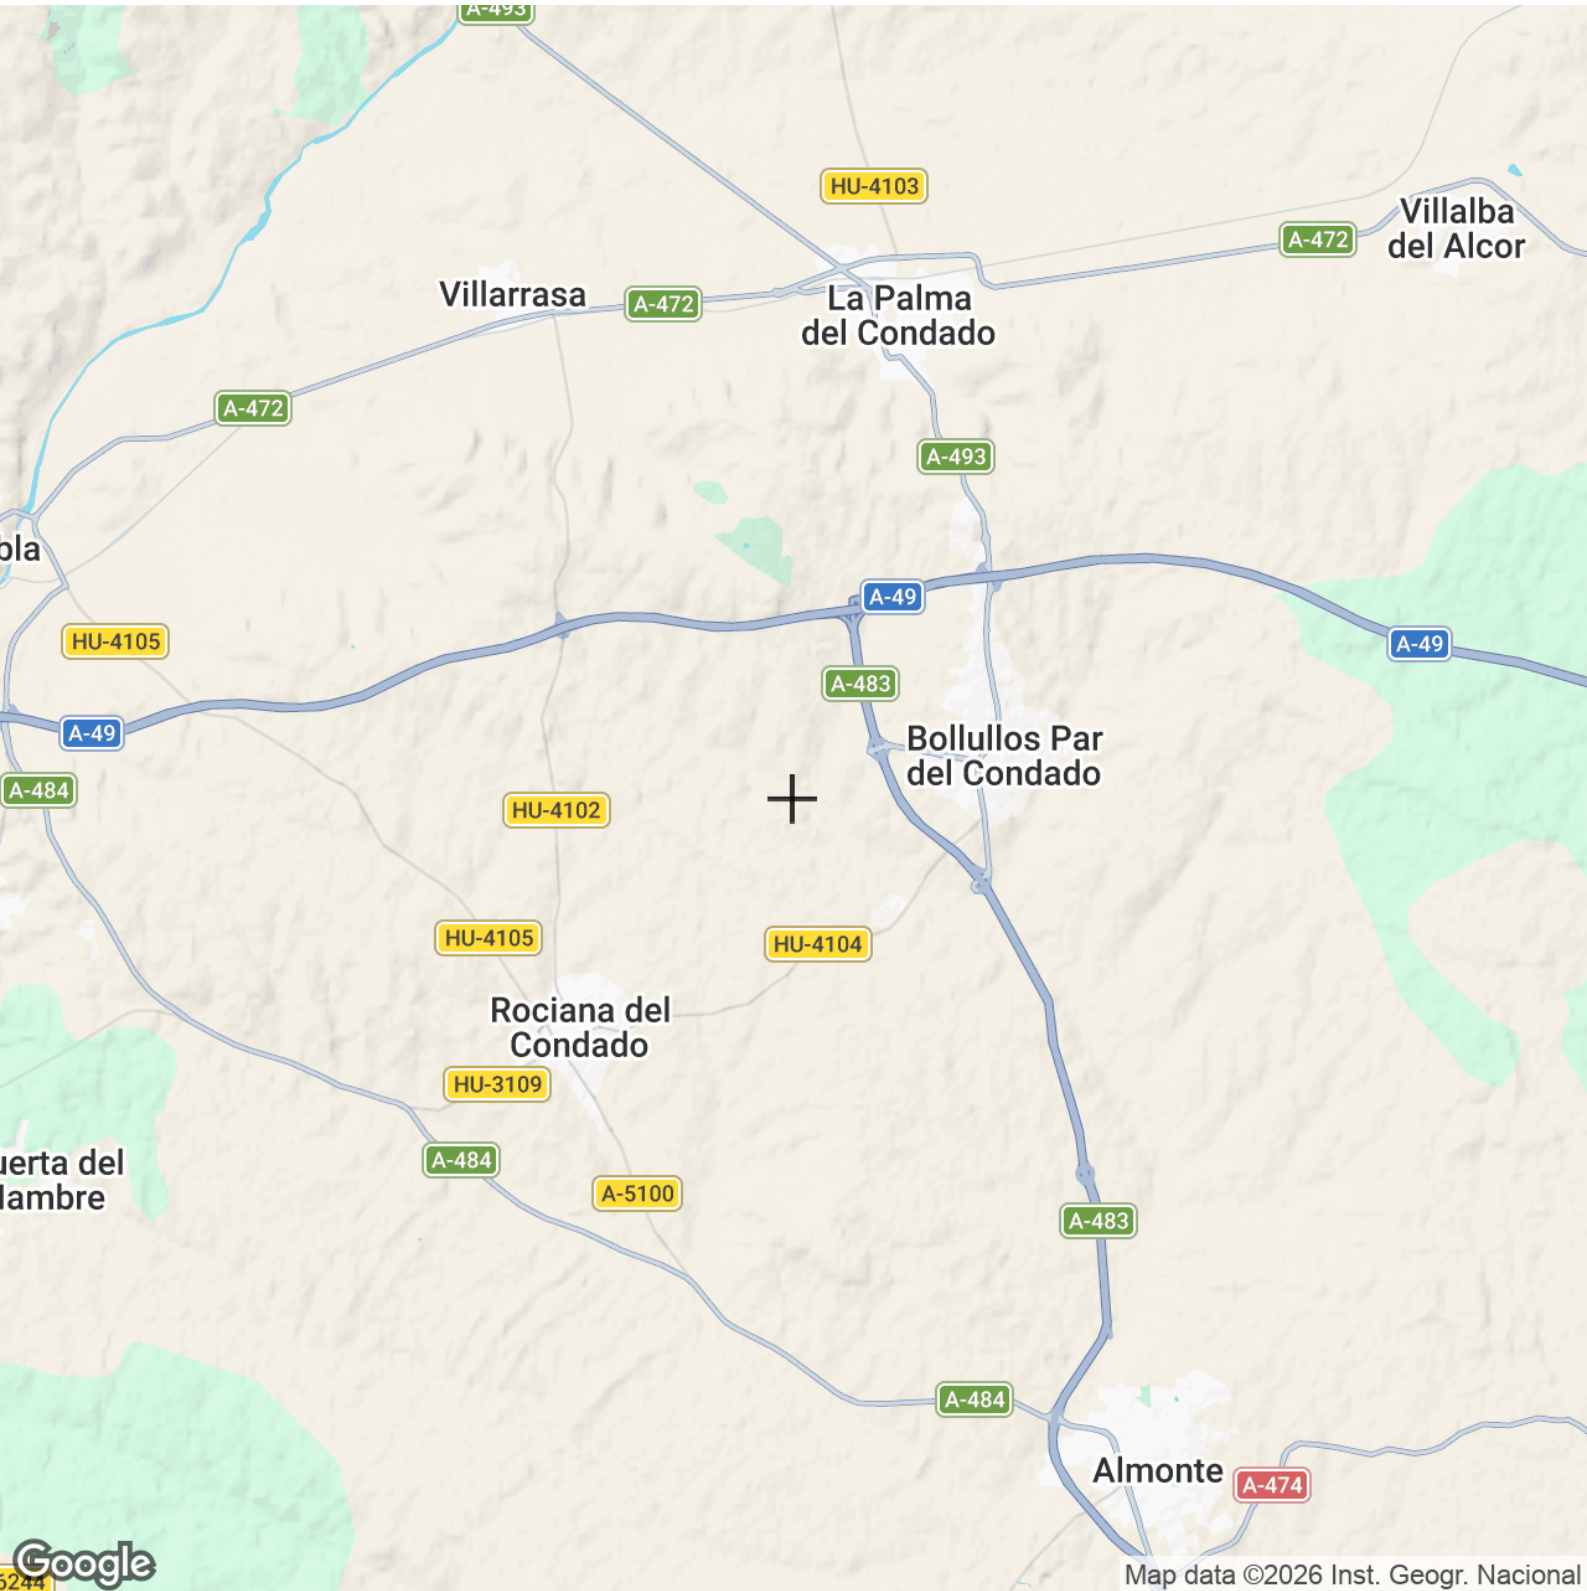 A-493
HU-4103
Villalba
del Alcor
A-472
Villarrasa
A-472
La Palma
del Condado
A-472
A-493
bla
A-49
HU-4105
A-49
A-483
A-49
Bollullos Par
del Condado
A-484
HU-4102
HU-4105
HU-4104
Rociana del
Condado
HU-3109
uerta del
Hambre
A-484
A-5100
A-483
A-484
Almonte
A-474
Google
6244
Map data ©2026 Inst. Geogr. Nacional